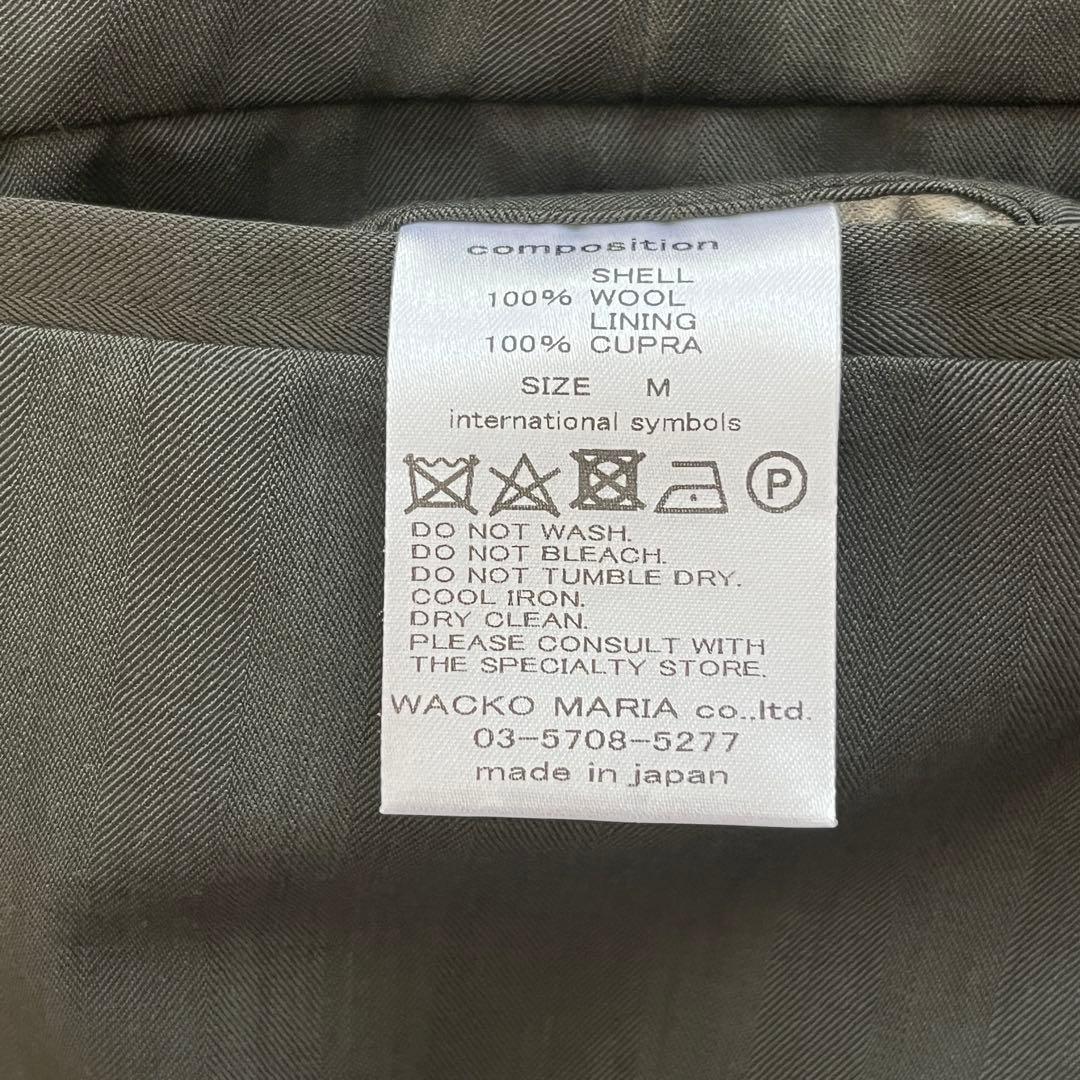 composition
SHELL
100% WOOL
LINING
100% CUPRA
SIZE M
international symbols
P
DO NOT WASH.
DO NOT BLEACH.
DO NOT TUMBLE DRY.
COOL IRON.
DRY CLEAN.
PLEASE CONSULT WITH
THE SPECIALTY STORE.
WACKO MARIA co.,ltd.
03-5708-5277
made in japan